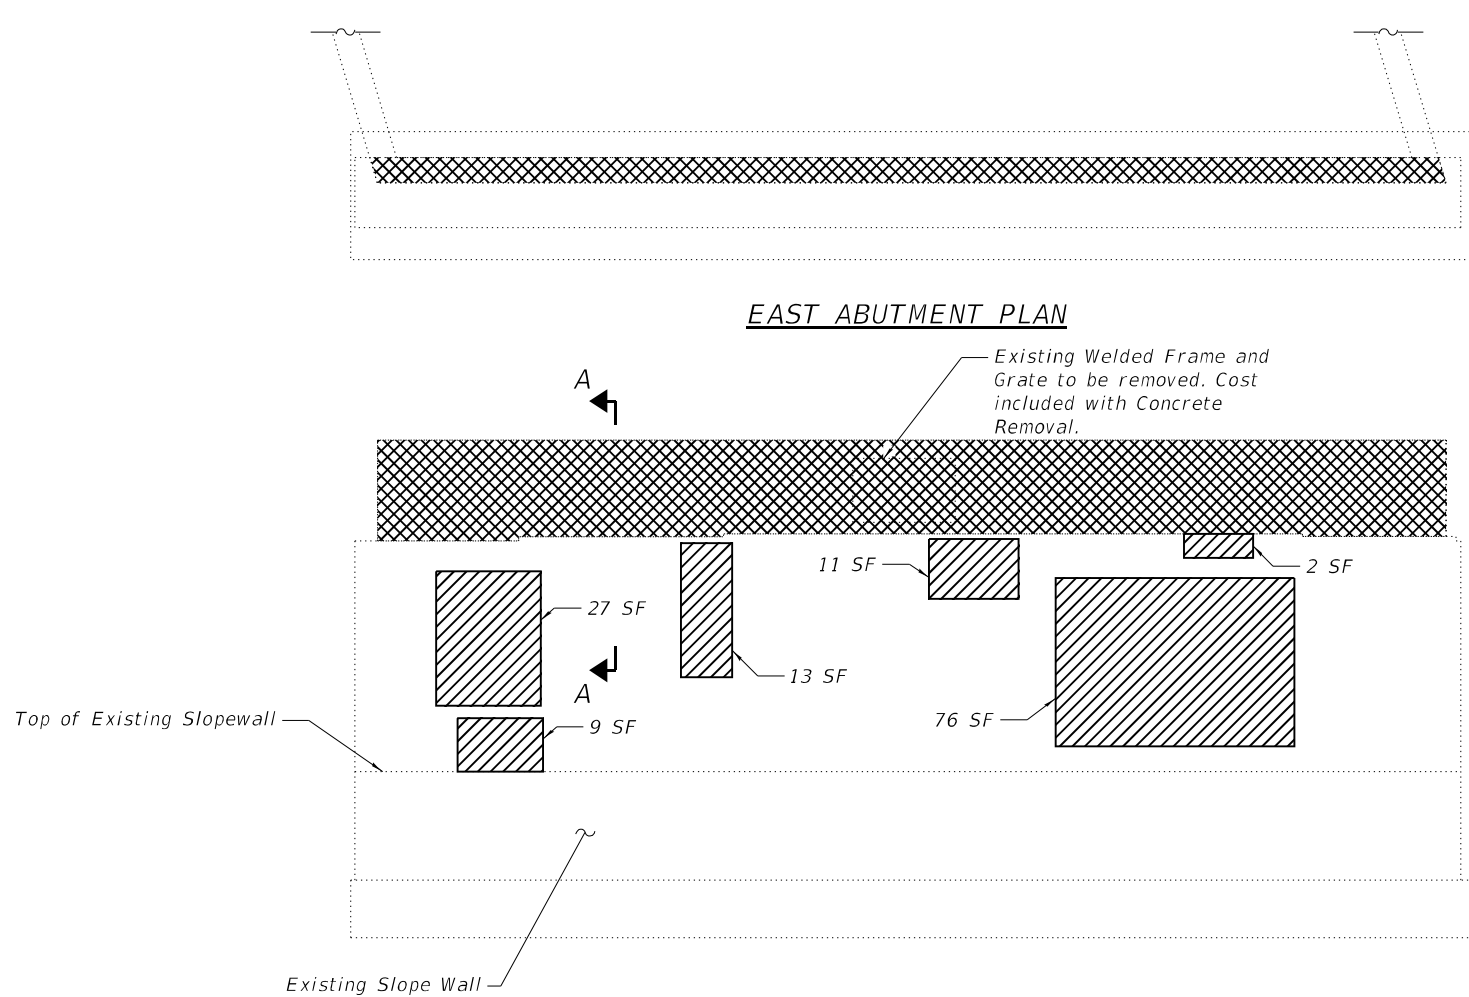 EAST ABUTMENT PLAN
Existing Welded Frame and
Grate to be removed. Cost
included with Concrete
Removal.
A
11 SF
2 SF
27 SF
13 SF
A
Top of Existing Slopewall
9 SF
76 SF
Existing Slope Wall